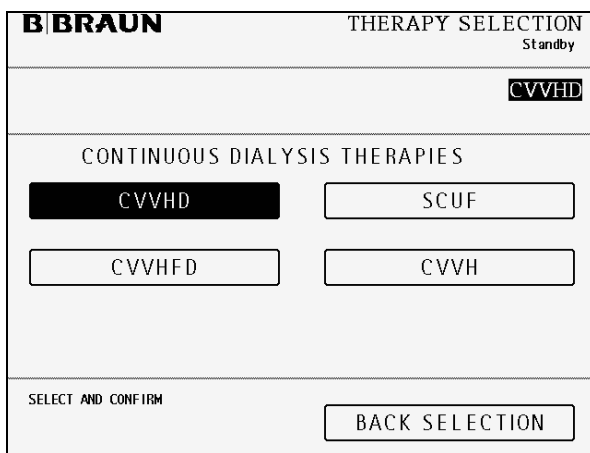 B|BRAUN
THERAPY SELECTION
Standby
CVVHD
CONTINUOUS DIALYSIS THERAPIES
CVVHD
SCUF
CVVHFD
CVVH
SELECT AND CONFIRM
BACK SELECTION